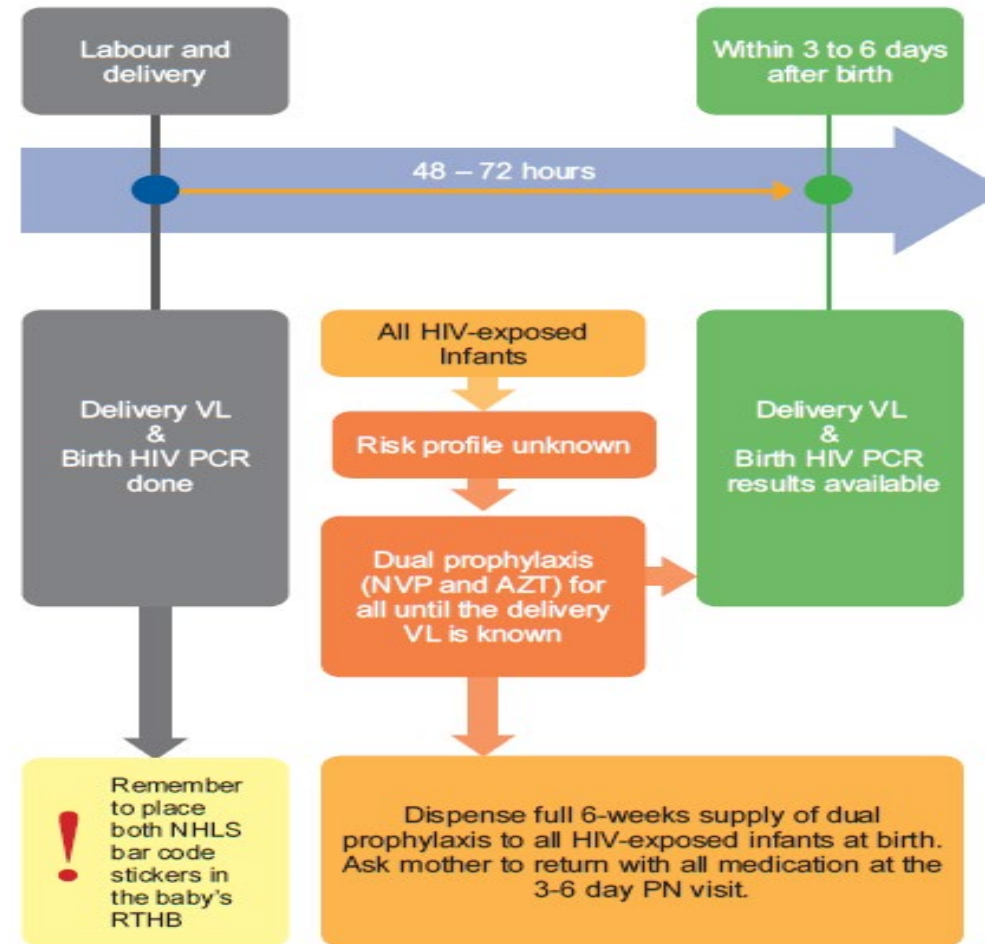 Labour and
delivery
Within 3 to 6 days
after birth
48 – 72 hours
Delivery VL
&
Birth HIV PCR
done
All HIV-exposed
Infants
Risk profile unknown
Dual prophylaxis
(NVP and AZT) for
all until the delivery
VL is known
Delivery VL
&
Birth HIV PCR
results available
!
Remember
to place
both NHLS
bar code
stickers in
the baby's
RTHB
Dispense full 6-weeks supply of dual
prophylaxis to all HIV-exposed infants at birth.
Ask mother to return with all medication at the
3-6 day PN visit.